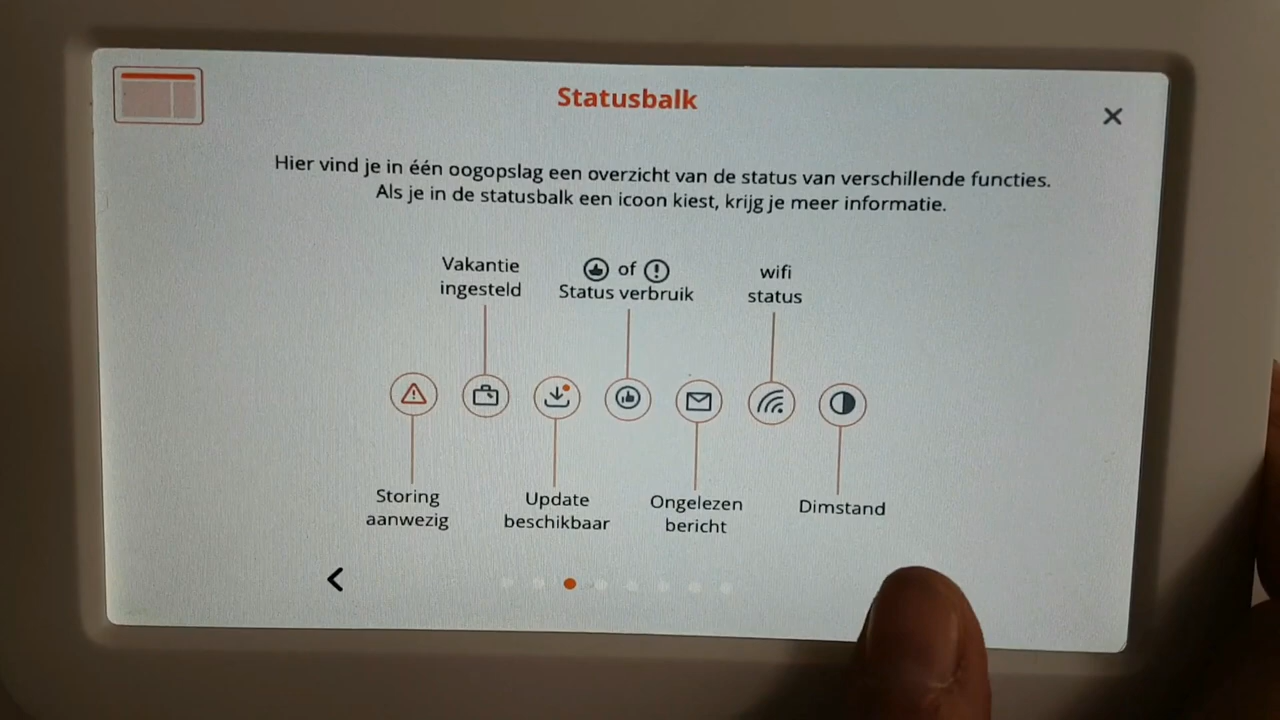 Statusbalk
Hier vind je in één oogopslag een overzicht van de status van verschillende functies.
Als je in de statusbalk een icoon kiest, krijg je meer informatie.
Vakantie
ingesteld
of
Status verbruik
wifi
status
Storing
aanwezig
Update
beschikbaar
Ongelezen
bericht
Dimstand